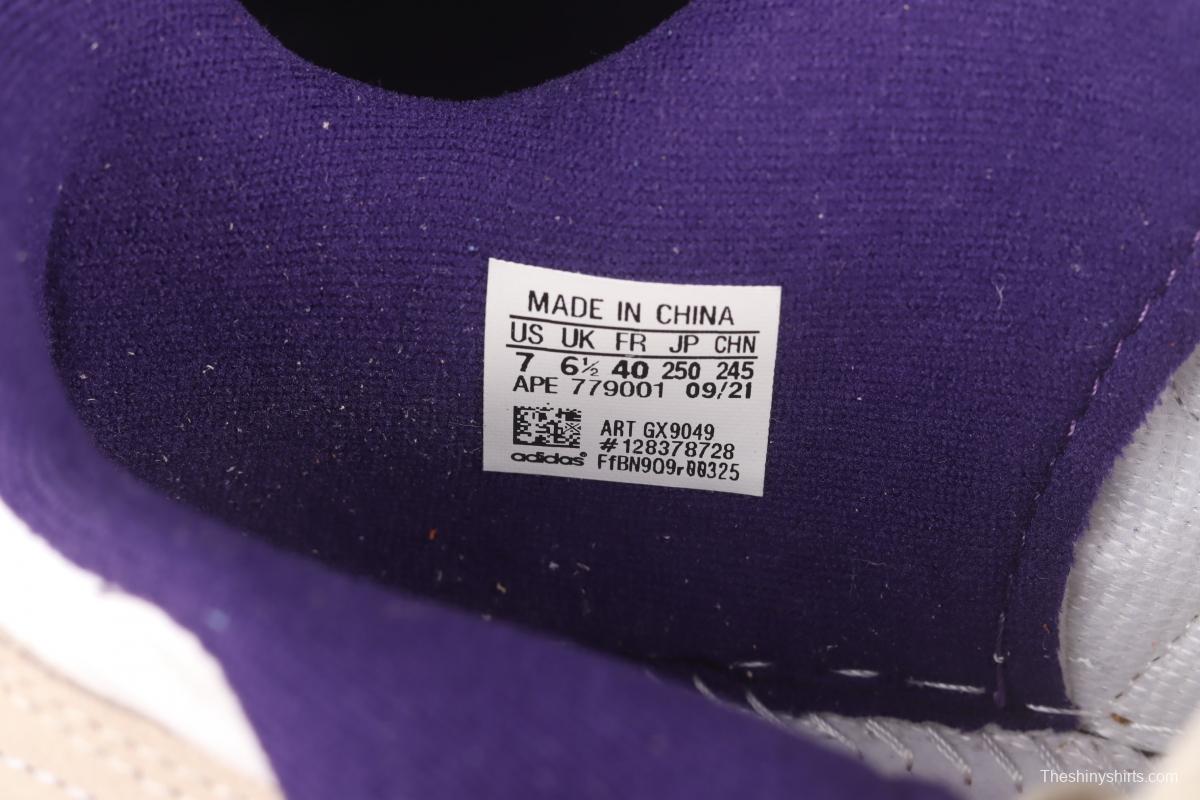 MADE IN CHINA
US UK FR JP CHN
7 6½ 40 250 245
APE 779001 09/21
ART GX9049
#128378728
adidas® FfBN9O9r00325
Theshinyshirts.com